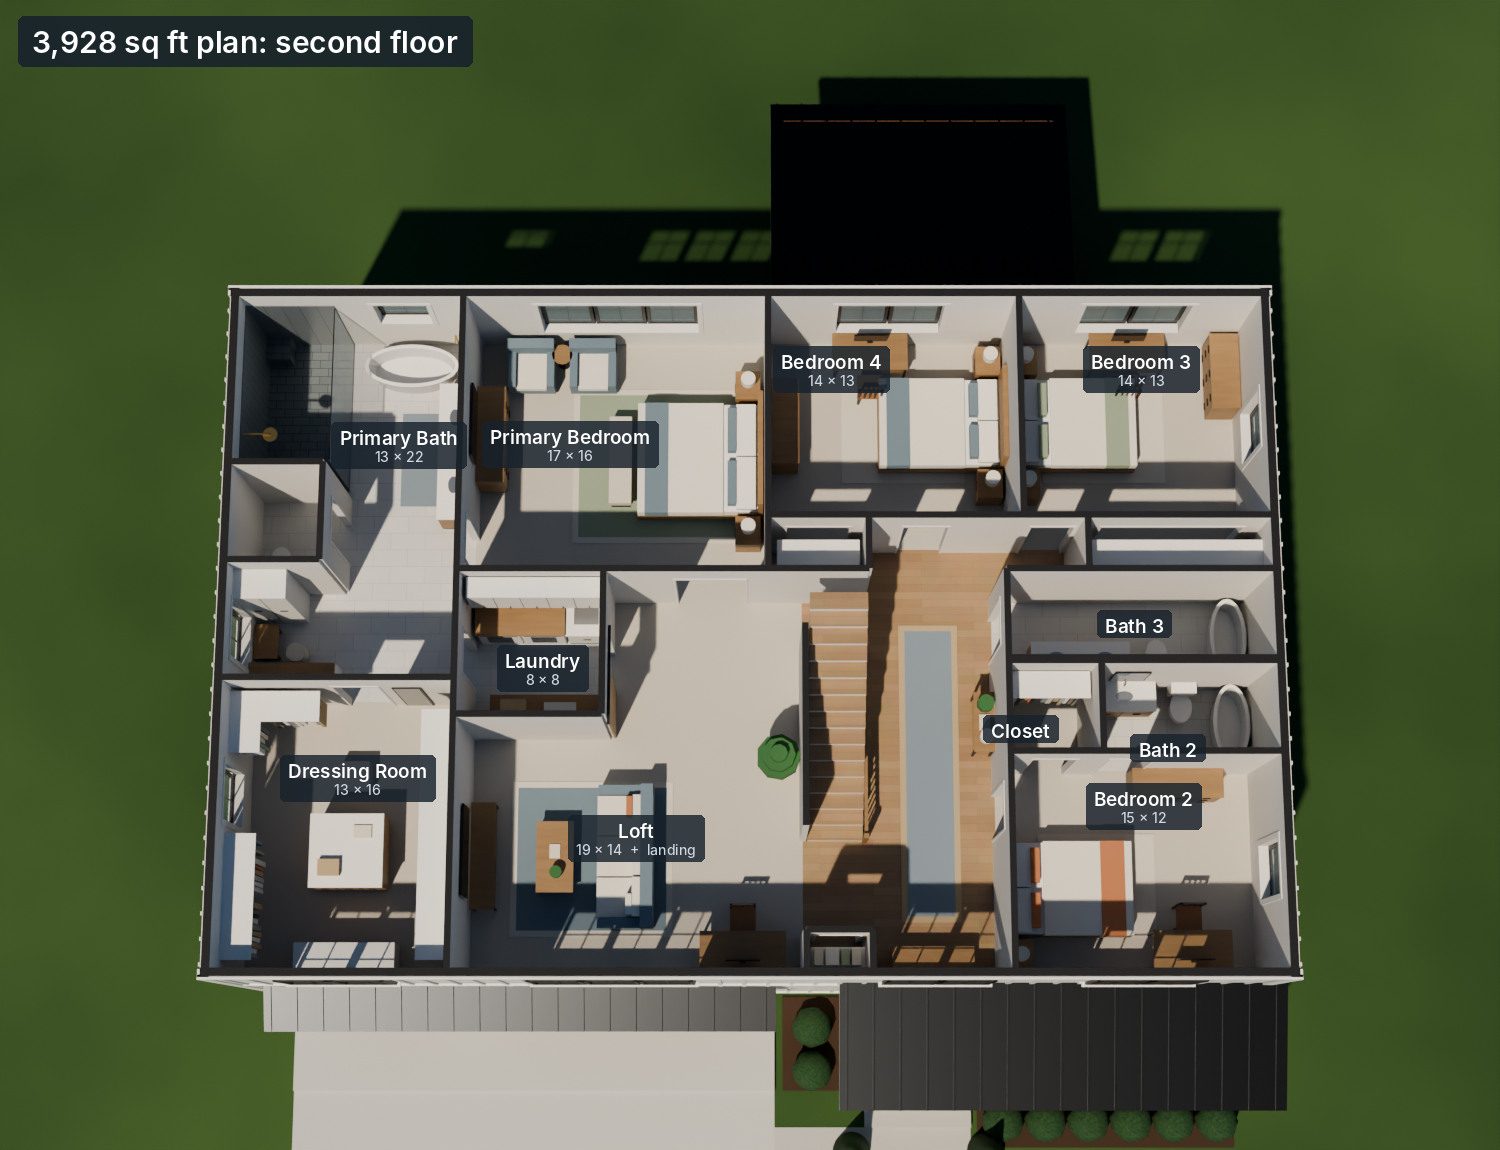 3,928 sq ft plan: second floor
Bedroom 4
14 × 13
Bedroom 3
14 × 13
Primary Bath
13 × 22
Primary Bedroom
17 × 16
Bath 3
Laundry
8 × 8
Closet
Bath 2
Dressing Room
13 × 16
Bedroom 2
15 × 12
Loft
19 × 14 + landing